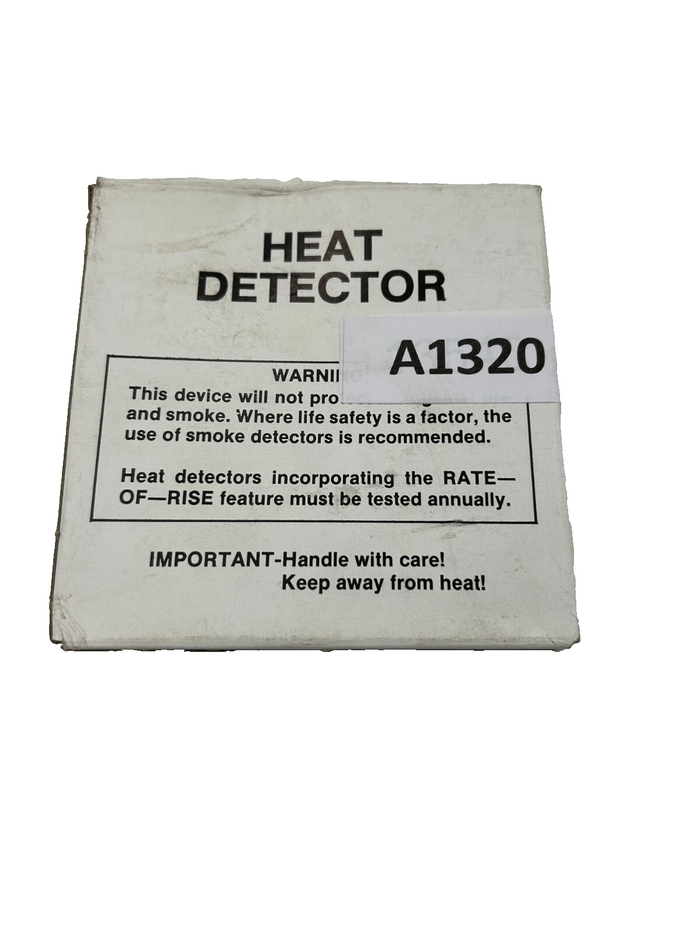 HEAT
DETECTOR
A1320
WARNING
This device will not
and smoke. Where life safety is a factor, the
use of smoke detectors is recommended.
Heat detectors incorporating the RATE—
OF—RISE feature must be tested annually.
IMPORTANT-Handle with care!
Keep away from heat!